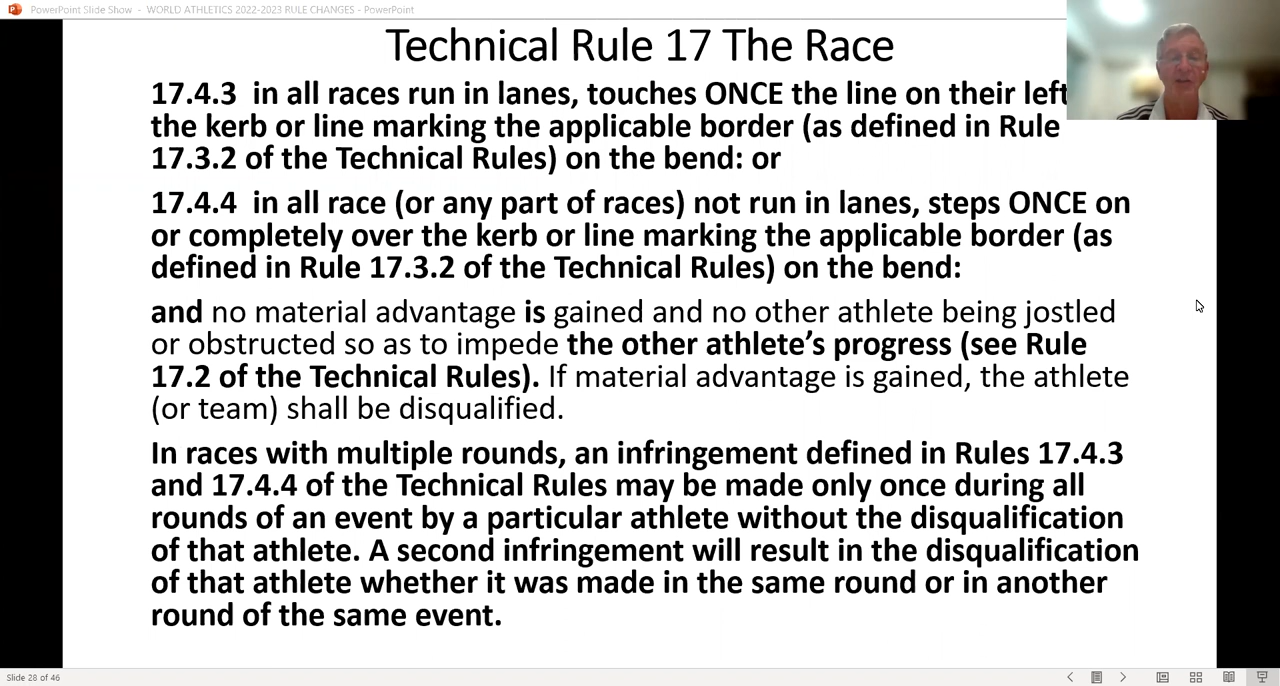 PowerPoint Slide Show - WORLD ATHLETICS 2022-2023 RULE CHANGES - PowerPoint
Technical Rule 17 The Race
17.4.3 in all races run in lanes, touches ONCE the line on their left
the kerb or line marking the applicable border (as defined in Rule
17.3.2 of the Technical Rules) on the bend: or
17.4.4 in all race (or any part of races) not run in lanes, steps ONCE on
or completely over the kerb or line marking the applicable border (as
defined in Rule 17.3.2 of the Technical Rules) on the bend:
and no material advantage is gained and no other athlete being jostled
or obstructed so as to impede the other athlete’s progress (see Rule
17.2 of the Technical Rules). If material advantage is gained, the athlete
(or team) shall be disqualified.
In races with multiple rounds, an infringement defined in Rules 17.4.3
and 17.4.4 of the Technical Rules may be made only once during all
rounds of an event by a particular athlete without the disqualification
of that athlete. A second infringement will result in the disqualification
of that athlete whether it was made in the same round or in another
round of the same event.
Slide 28 of 46